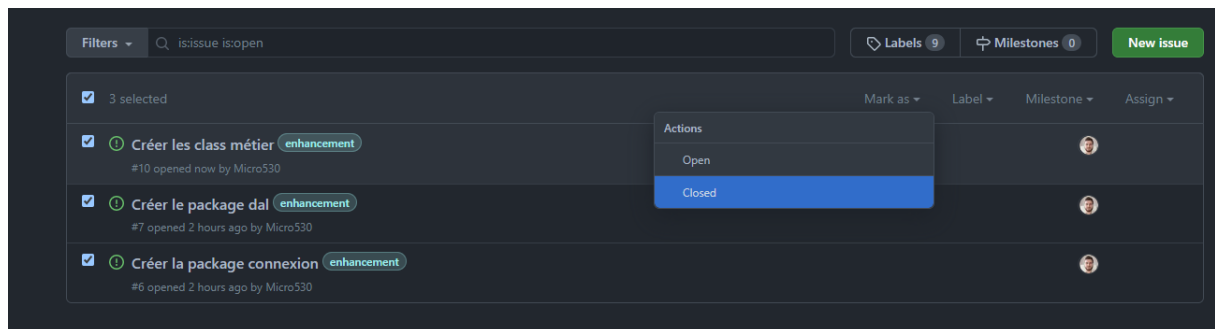 Filters is:issue is:open Labels 9 Milestones 0 New issue
3 selected Mark as Label Milestone Assign
Actions
Open
Closed
Créer les class métier enhancement
#10 opened now by Micro530
Créer le package dal enhancement
#7 opened 2 hours ago by Micro530
Créer la package connexion enhancement
#6 opened 2 hours ago by Micro530